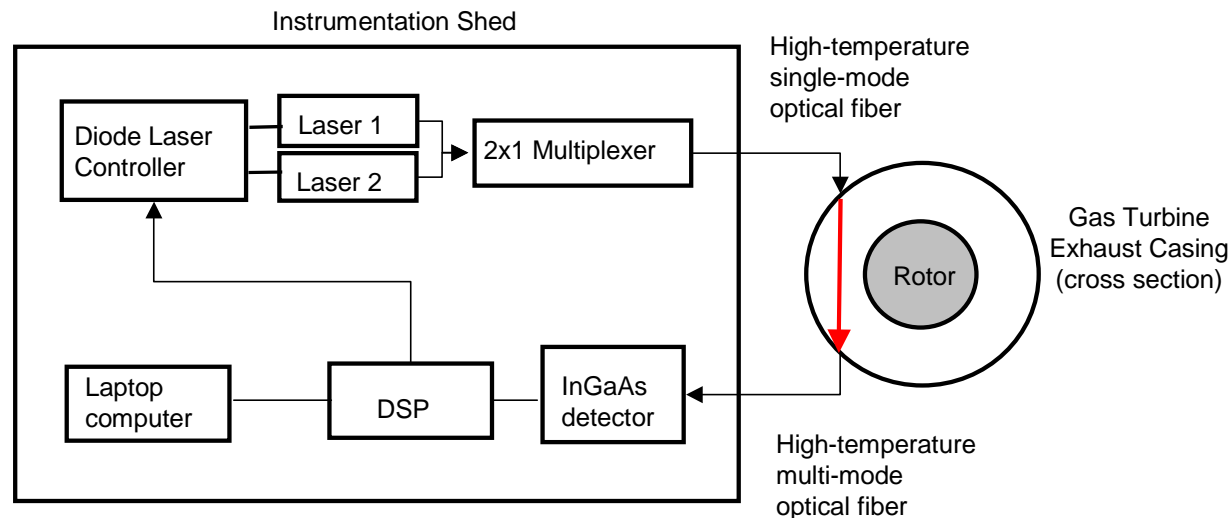 Instrumentation Shed
High-temperature
single-mode
optical fiber
Diode Laser
Controller
Laser 1
Laser 2
2x1 Multiplexer
Gas Turbine
Exhaust Casing
(cross section)
Rotor
Laptop
computer
DSP
InGaAs
detector
High-temperature
multi-mode
optical fiber